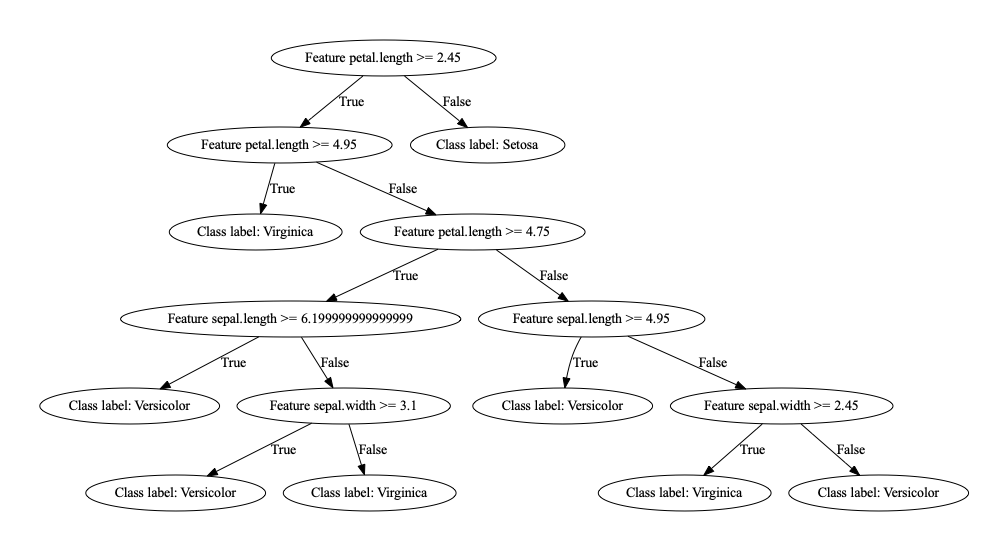 Feature petal.length >= 2.45
True
False
Feature petal.length >= 4.95
Class label: Setosa
True
False
Class label: Virginica
Feature petal.length >= 4.75
True
False
Feature sepal.length >= 6.199999999999999
Feature sepal.length >= 4.95
True
False
True
False
Class label: Versicolor
Feature sepal.width >= 3.1
Class label: Versicolor
Feature sepal.width >= 2.45
True
False
True
False
Class label: Versicolor
Class label: Virginica
Class label: Virginica
Class label: Versicolor